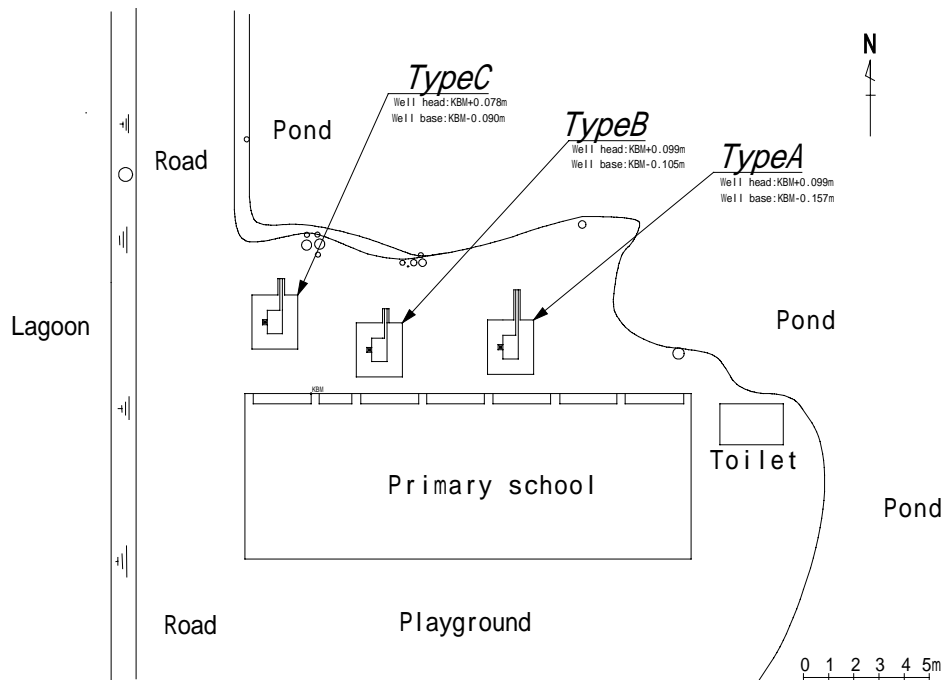 TypeC
Well head:KBM+0.078m
Well base:KBM-0.090m
N
Pond
TypeB
Well head:KBM+0.099m
Well base:KBM-0.105m
Road
TypeA
Well head:KBM+0.099m
Well base:KBM-0.157m
Lagoon
Pond
KBM
Toilet
Primary school
Pond
Road
Playground
0 1 2 3 4 5m